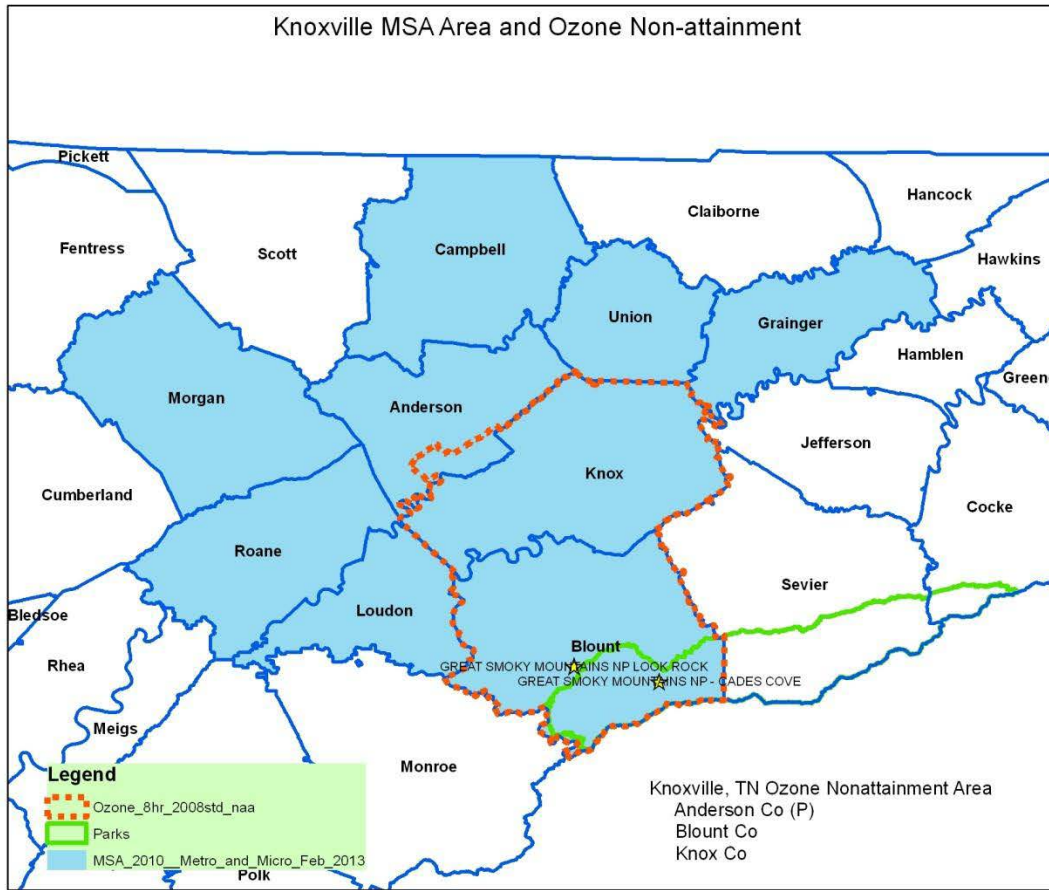 Knoxville MSA Area and Ozone Non-attainment
Pickett
Hancock
Claiborne
Fentress
Scott
Campbell
Hawkins
Union
Grainger
Hamblen
Morgan
Anderson
Jefferson
Knox
Cumberland
Cocke
Roane
Sevier
Loudon
Bledsoe
Blount
Rhea
GREAT SMOKY MOUNTAINS NP LOOK ROCK
GREAT SMOKY MOUNTAINS NP - CADES COVE
Meigs
Monroe
Legend
Ozone_8hr_2008std_naa
Parks
MSA_2010__Metro_and_Micro_Feb_2013
Polk
Knoxville, TN Ozone Nonattainment Area
Anderson Co (P)
Blount Co
Knox Co